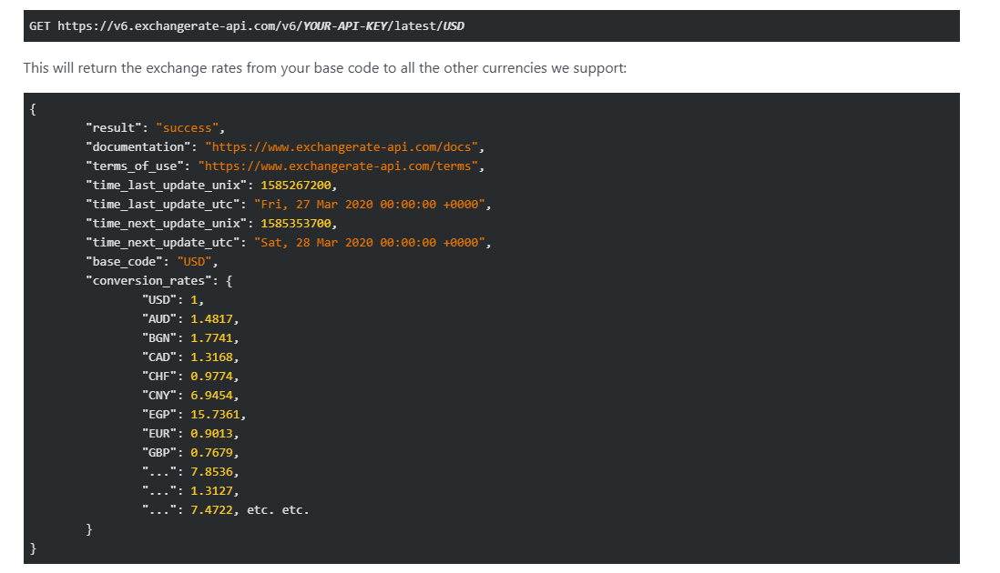 GET https://v6.exchangerate-api.com/v6/YOUR-API-KEY/latest/USD
This will return the exchange rates from your base code to all the other currencies we support:
{
"result": "success",
"documentation": "https://www.exchangerate-api.com/docs",
"terms_of_use": "https://www.exchangerate-api.com/terms",
"time_last_update_unix": 1585267200,
"time_last_update_utc": "Fri, 27 Mar 2020 00:00:00 +0000",
"time_next_update_unix": 1585353700,
"time_next_update_utc": "Sat, 28 Mar 2020 00:00:00 +0000",
"base_code": "USD",
"conversion_rates": {
"USD": 1,
"AUD": 1.4817,
"BGN": 1.7741,
"CAD": 1.3168,
"CHF": 0.9774,
"CNY": 6.9454,
"EGP": 15.7361,
"EUR": 0.9013,
"GBP": 0.7679,
"...": 7.8536,
"...": 1.3127,
"...": 7.4722, etc. etc.
}
}